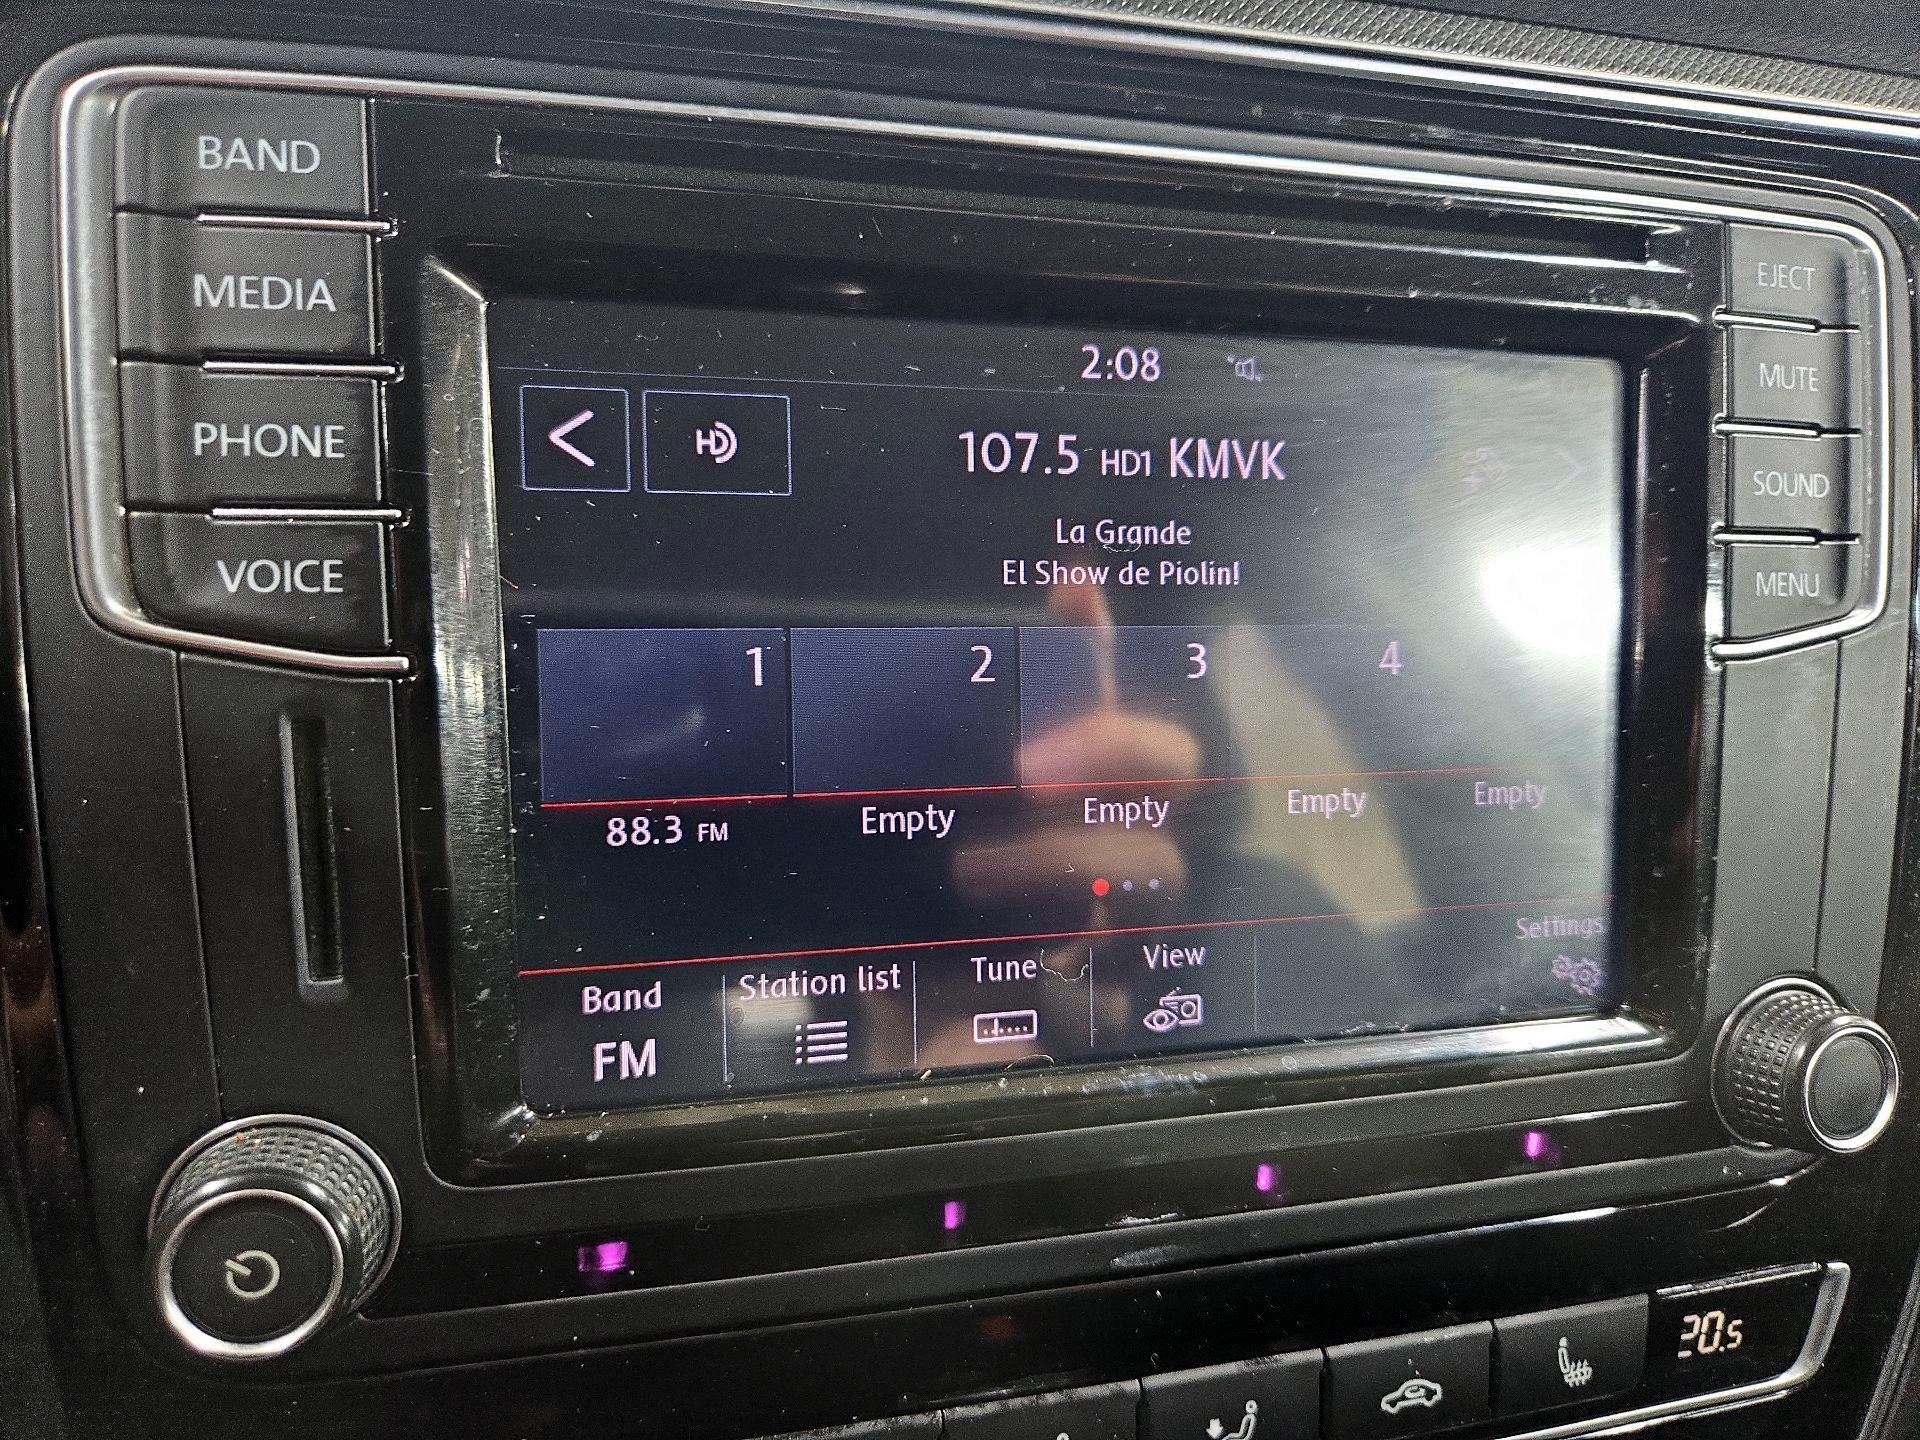 BAND
MEDIA
PHONE
VOICE
EJECT
MUTE
SOUND
MENU
2:08
HD
107.5 HD1 KMVK
La Grande
El Show de Piolin!
1 2 3 4
88.3 FM Empty Empty Empty Empty
Band Station list Tune View Settings
FM
20.5